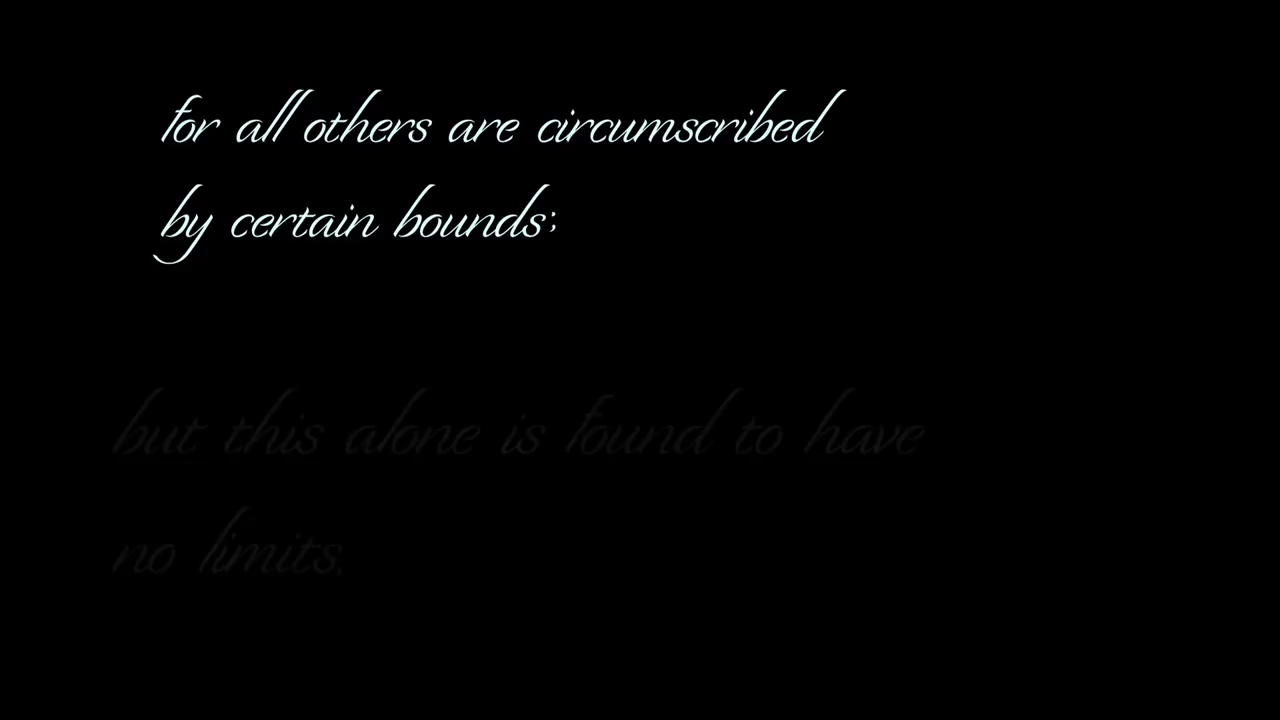 for all others are circumscribed
by certain bounds;
but this alone is found to have
no limits.